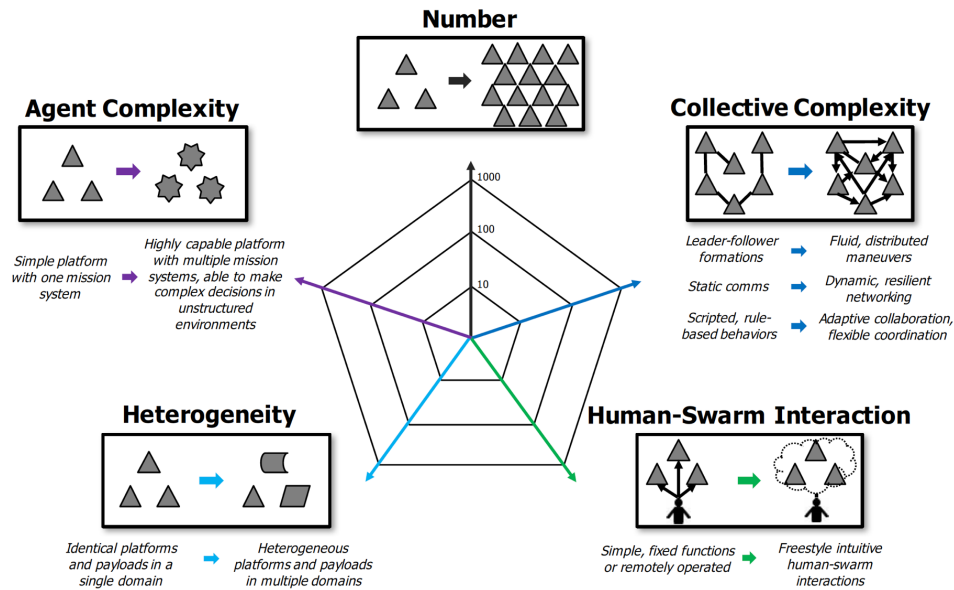 Number
Agent Complexity
Collective Complexity
1000
100
10
Simple platform
with one mission
system
Highly capable platform
with multiple mission
systems, able to make
complex decisions in
unstructured
environments
Leader-follower
formations
Fluid, distributed
maneuvers
Static comms
Dynamic, resilient
networking
Scripted, rule-
based behaviors
Adaptive collaboration,
flexible coordination
Heterogeneity
Human-Swarm Interaction
Identical platforms
and payloads in a
single domain
Heterogeneous
platforms and payloads
in multiple domains
Simple, fixed functions
or remotely operated
Freestyle intuitive
human-swarm
interactions